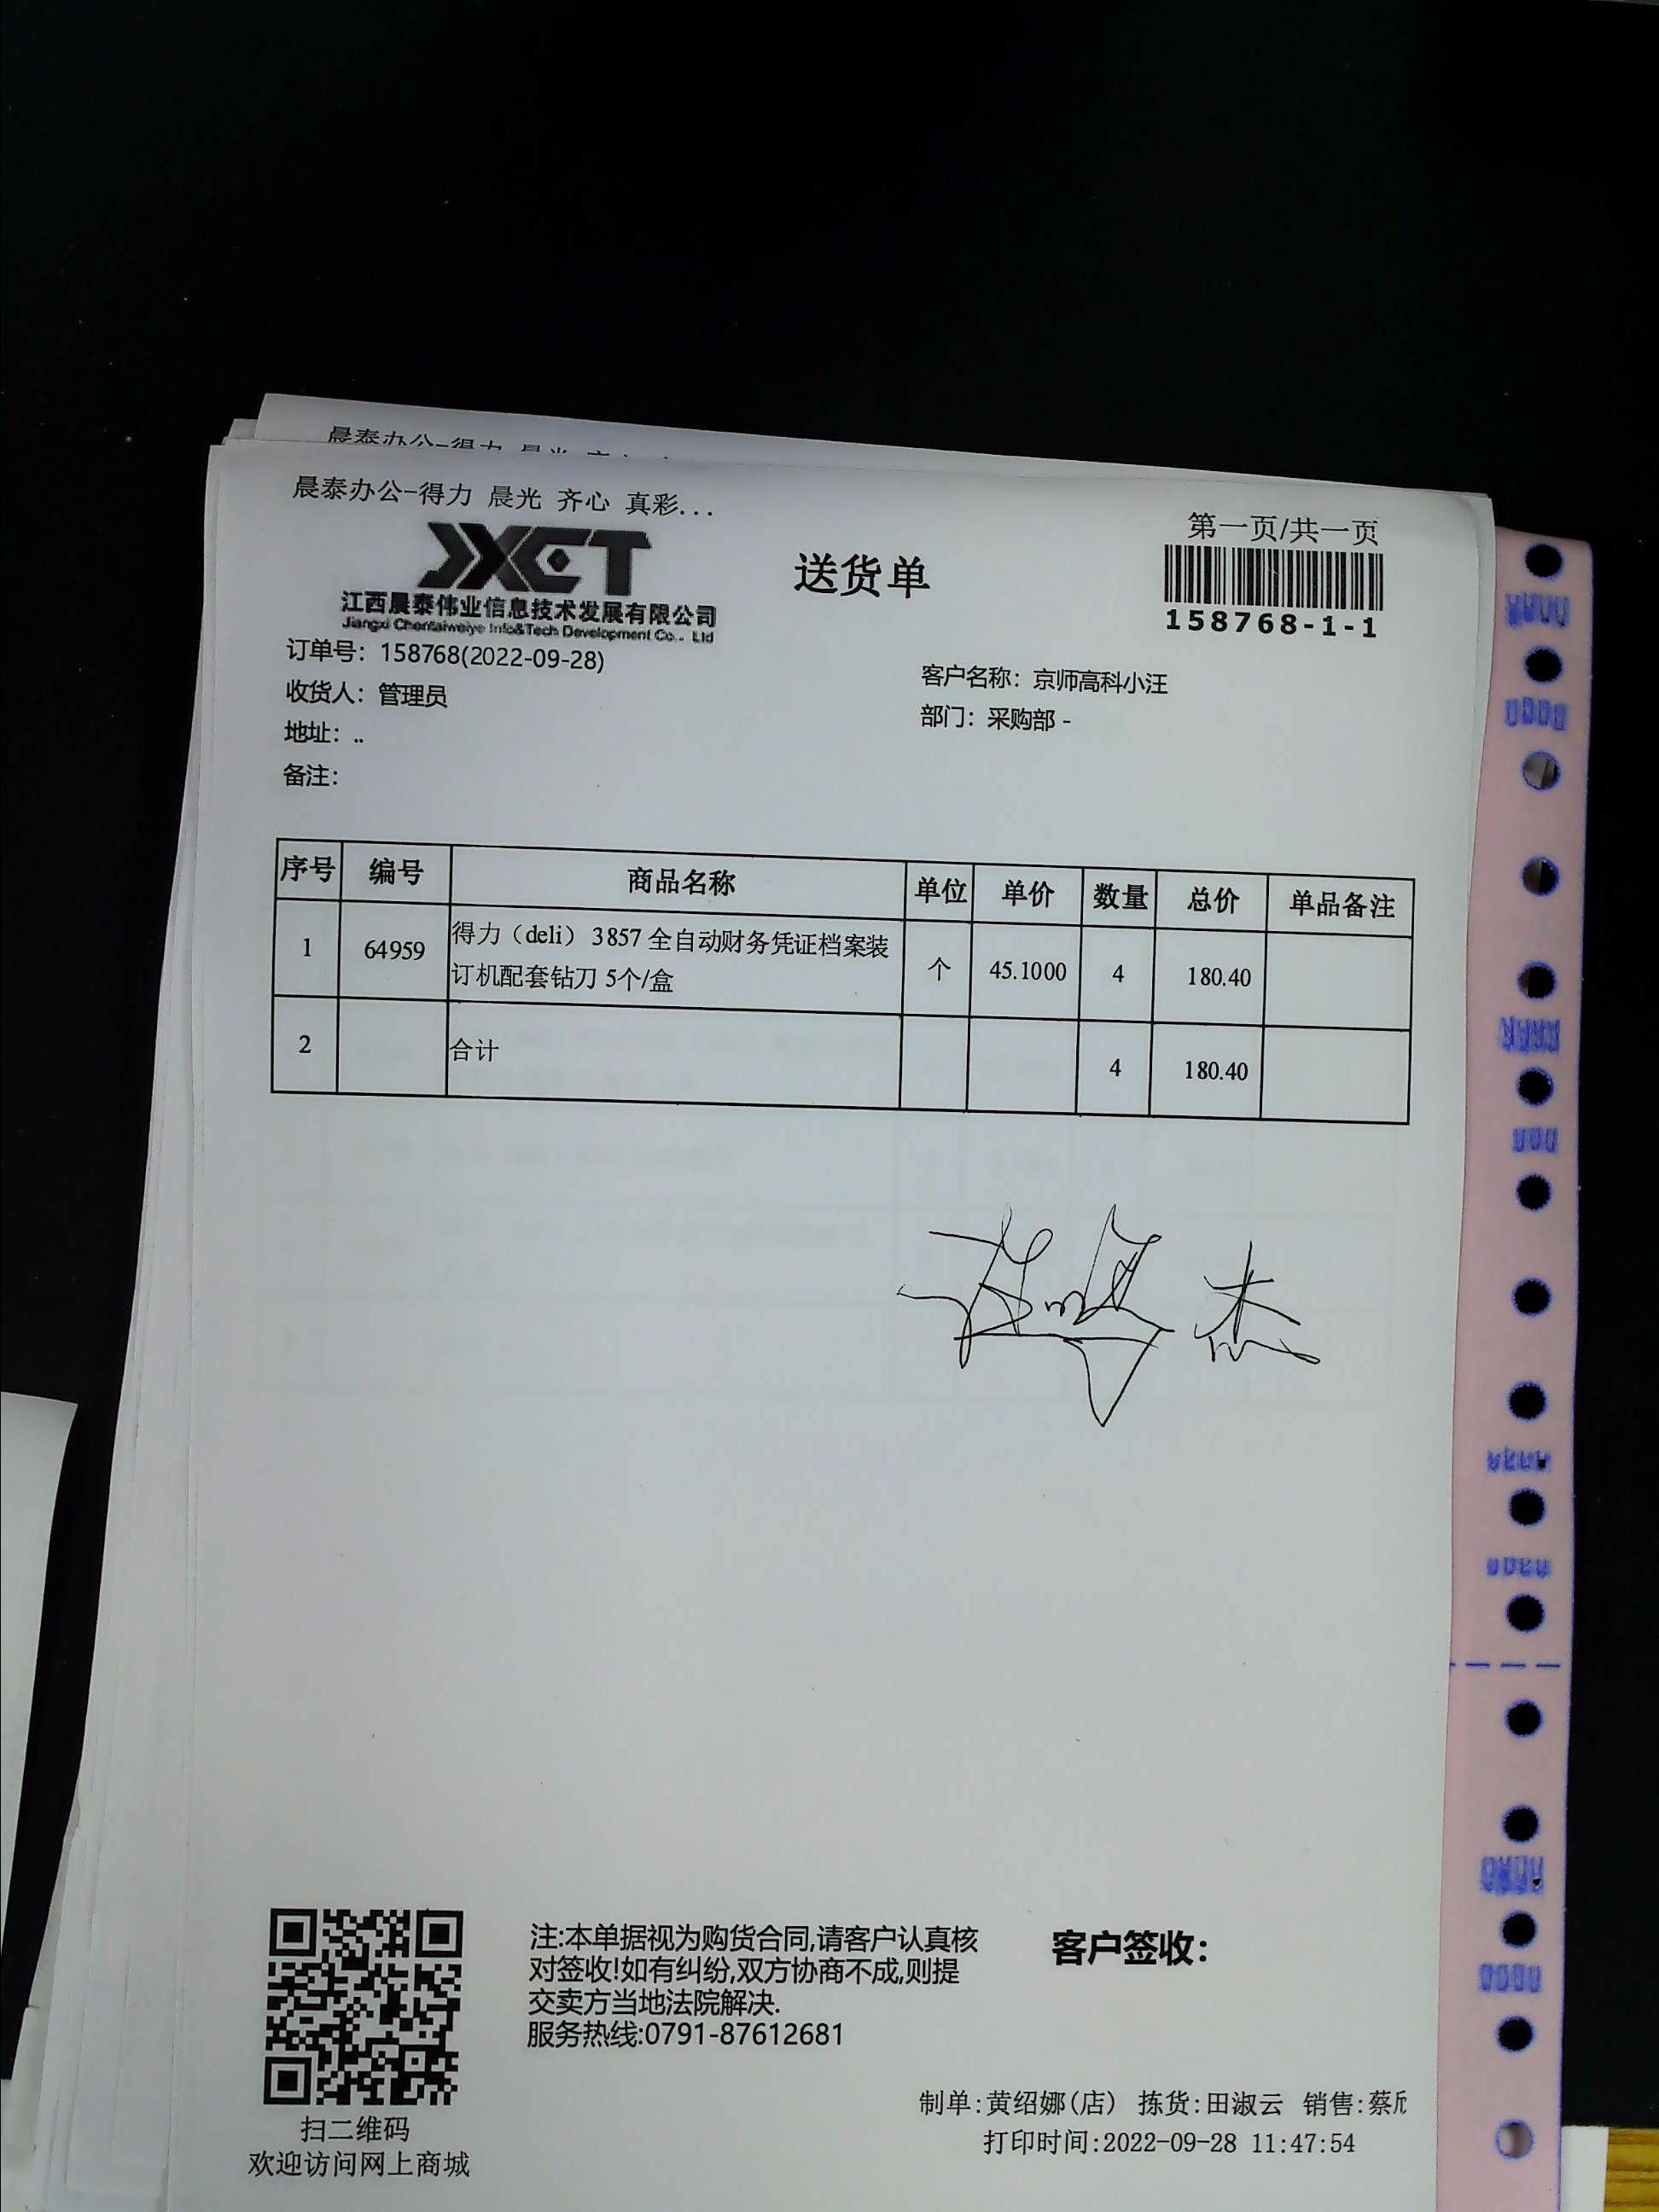 晨泰办公-得力 晨光 齐心 真彩...
第一页/共一页
JXCT
送货单
江西晨泰伟业信息技术发展有限公司
Jiangxi Chentaiweiye Info&Tech Development Co., Ltd
158768-1-1
订单号：158768(2022-09-28)
客户名称：京师高科小汪
收货人：管理员
部门：采购部 -
地址：..
备注：
序号 编号 商品名称 单位 单价 数量 总价 单品备注
1 64959 得力（deli）3857 全自动财务凭证档案装 个 45.1000 4 180.40
订机配套钻刀 5个/盒
2 合计 4 180.40
注:本单据视为购货合同,请客户认真核
对签收!如有纠纷,双方协商不成,则提
交卖方当地法院解决.
服务热线:0791-87612681
客户签收：
扫二维码
欢迎访问网上商城
制单:黄绍娜(店) 拣货:田淑云 销售:蔡欣
打印时间:2022-09-28 11:47:54